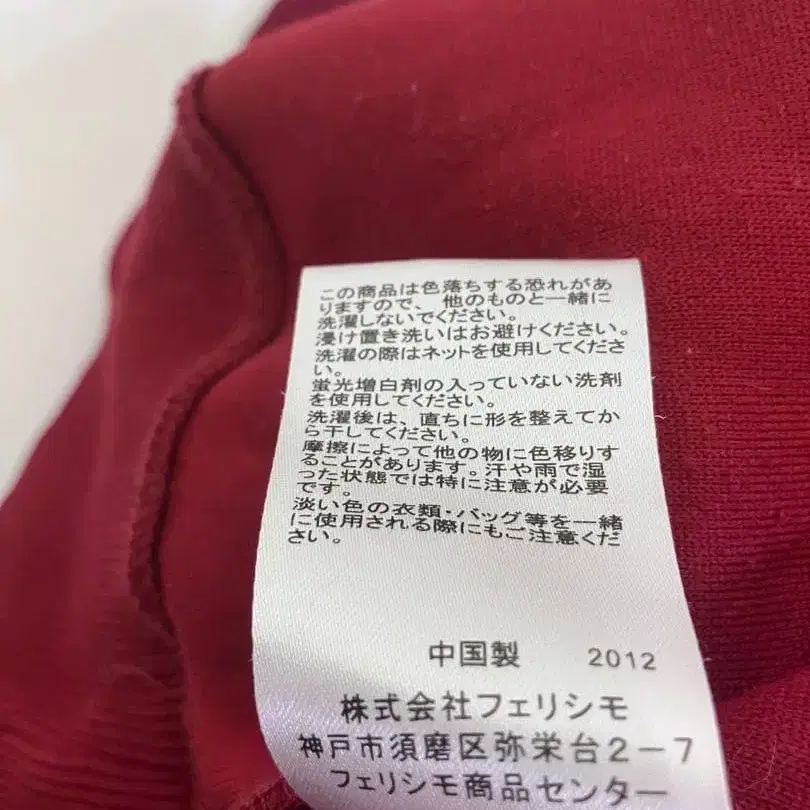 この商品は色落ちする恐れがあ
りますので、他のものと一緒に
洗濯しないでください。
浸け置き洗いはお避けください。
洗濯の際はネットを使用してくださ
い。
蛍光増白剤の入っていない洗剤
を使用してください。
洗濯後は、直ちに形を整えてか
ら干してください。
摩擦によって他の物に色移りす
ることがあります。汗や雨で湿
った状態では特に注意が必要
です。
淡い色の衣類・バッグ等を一緒
に使用される際にもご注意くだ
さい。
中国製 2012
株式会社フェリシモ
神戸市須磨区弥栄台2－7
フェリシモ商品センター